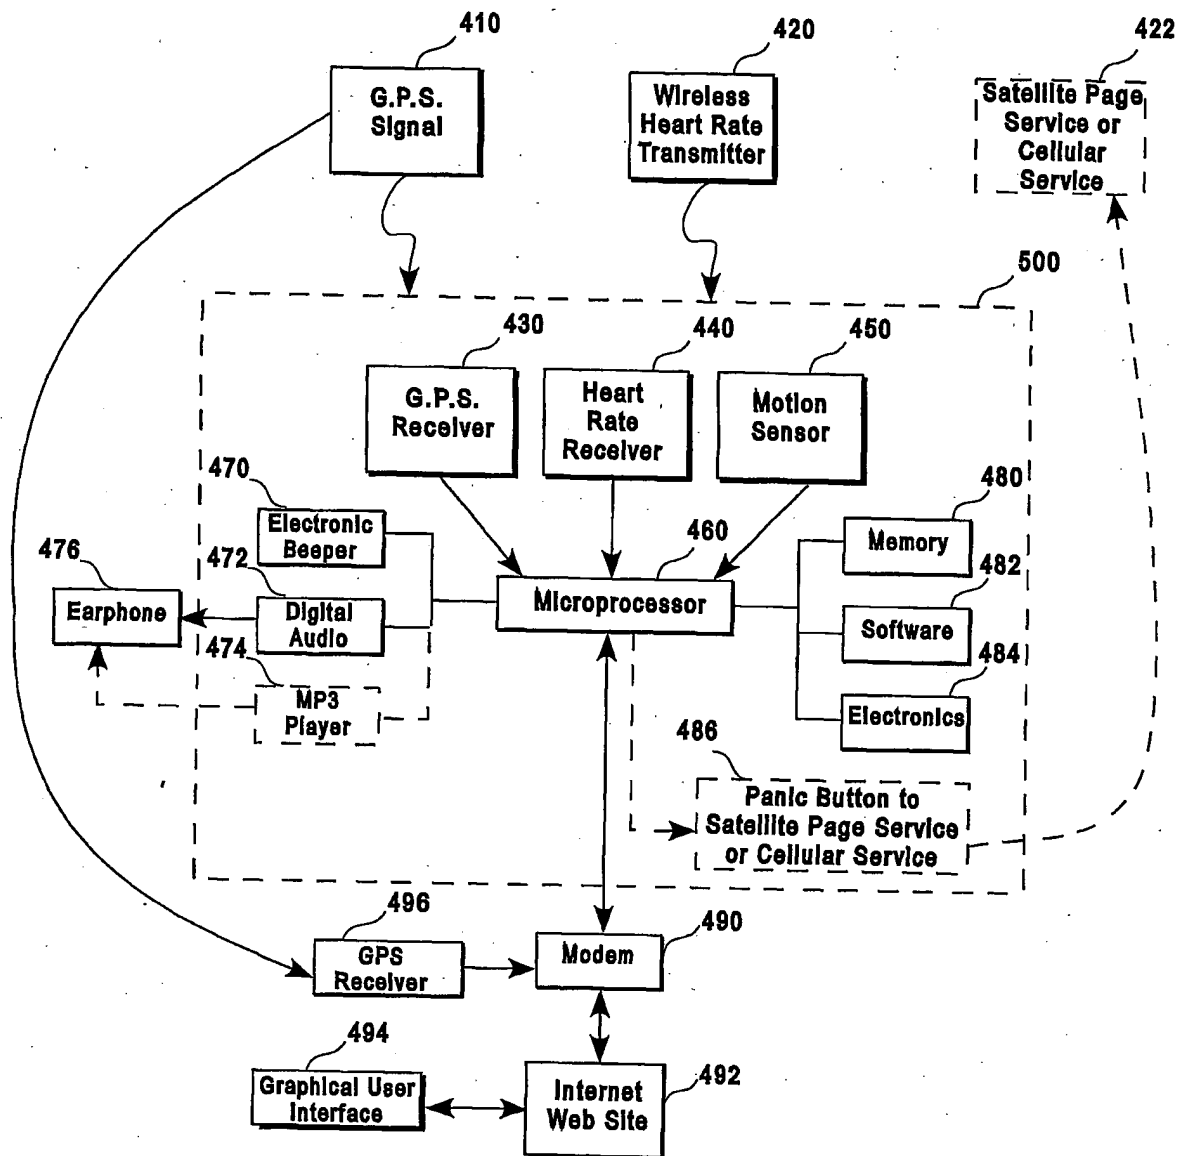 410
420
422
G.P.S.
Signal
Wireless
Heart Rate
Transmitter
Satellite Page
Service or
Cellular
Service
500
430
440
450
G.P.S.
Receiver
Heart
Rate
Receiver
Motion
Sensor
470
Electronic
Beeper
480
Memory
460
Microprocessor
476
Earphone
472
Digital
Audio
482
Software
474
MP3
Player
484
Electronics
486
Panic Button to
Satellite Page Service
or Cellular Service
496
GPS
Receiver
490
Modem
494
Graphical User
Interface
Internet
Web Site
492